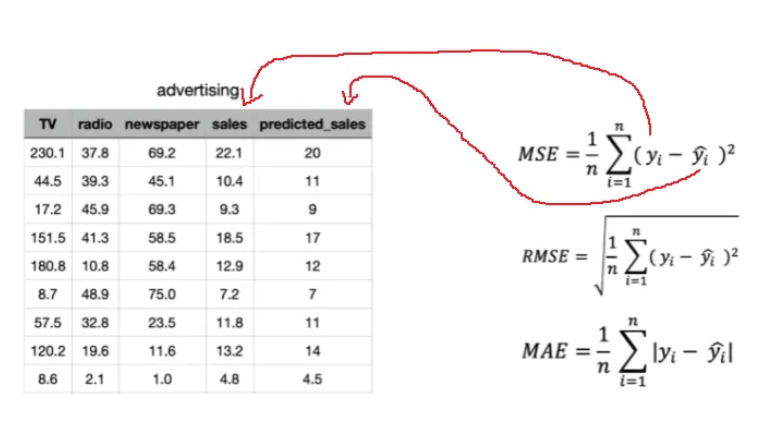 advertising
TV radio newspaper sales predicted_sales
230.1 37.8 69.2 22.1 20
44.5 39.3 45.1 10.4 11
17.2 45.9 69.3 9.3 9
151.5 41.3 58.5 18.5 17
180.8 10.8 58.4 12.9 12
8.7 48.9 75.0 7.2 7
57.5 32.8 23.5 11.8 11
120.2 19.6 11.6 13.2 14
8.6 2.1 1.0 4.8 4.5
MSE = 1/n ∑_{i=1}^{n} (y_i − ŷ_i)²
RMSE = √(1/n ∑_{i=1}^{n} (y_i − ŷ_i)²)
MAE = 1/n ∑_{i=1}^{n} |y_i − ŷ_i|